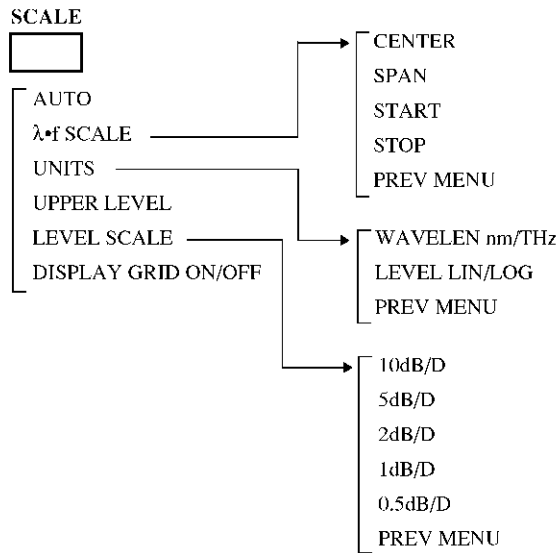 SCALE
AUTO
λ•f SCALE
UNITS
UPPER LEVEL
LEVEL SCALE
DISPLAY GRID ON/OFF
CENTER
SPAN
START
STOP
PREV MENU
WAVELEN nm/THz
LEVEL LIN/LOG
PREV MENU
10dB/D
5dB/D
2dB/D
1dB/D
0.5dB/D
PREV MENU